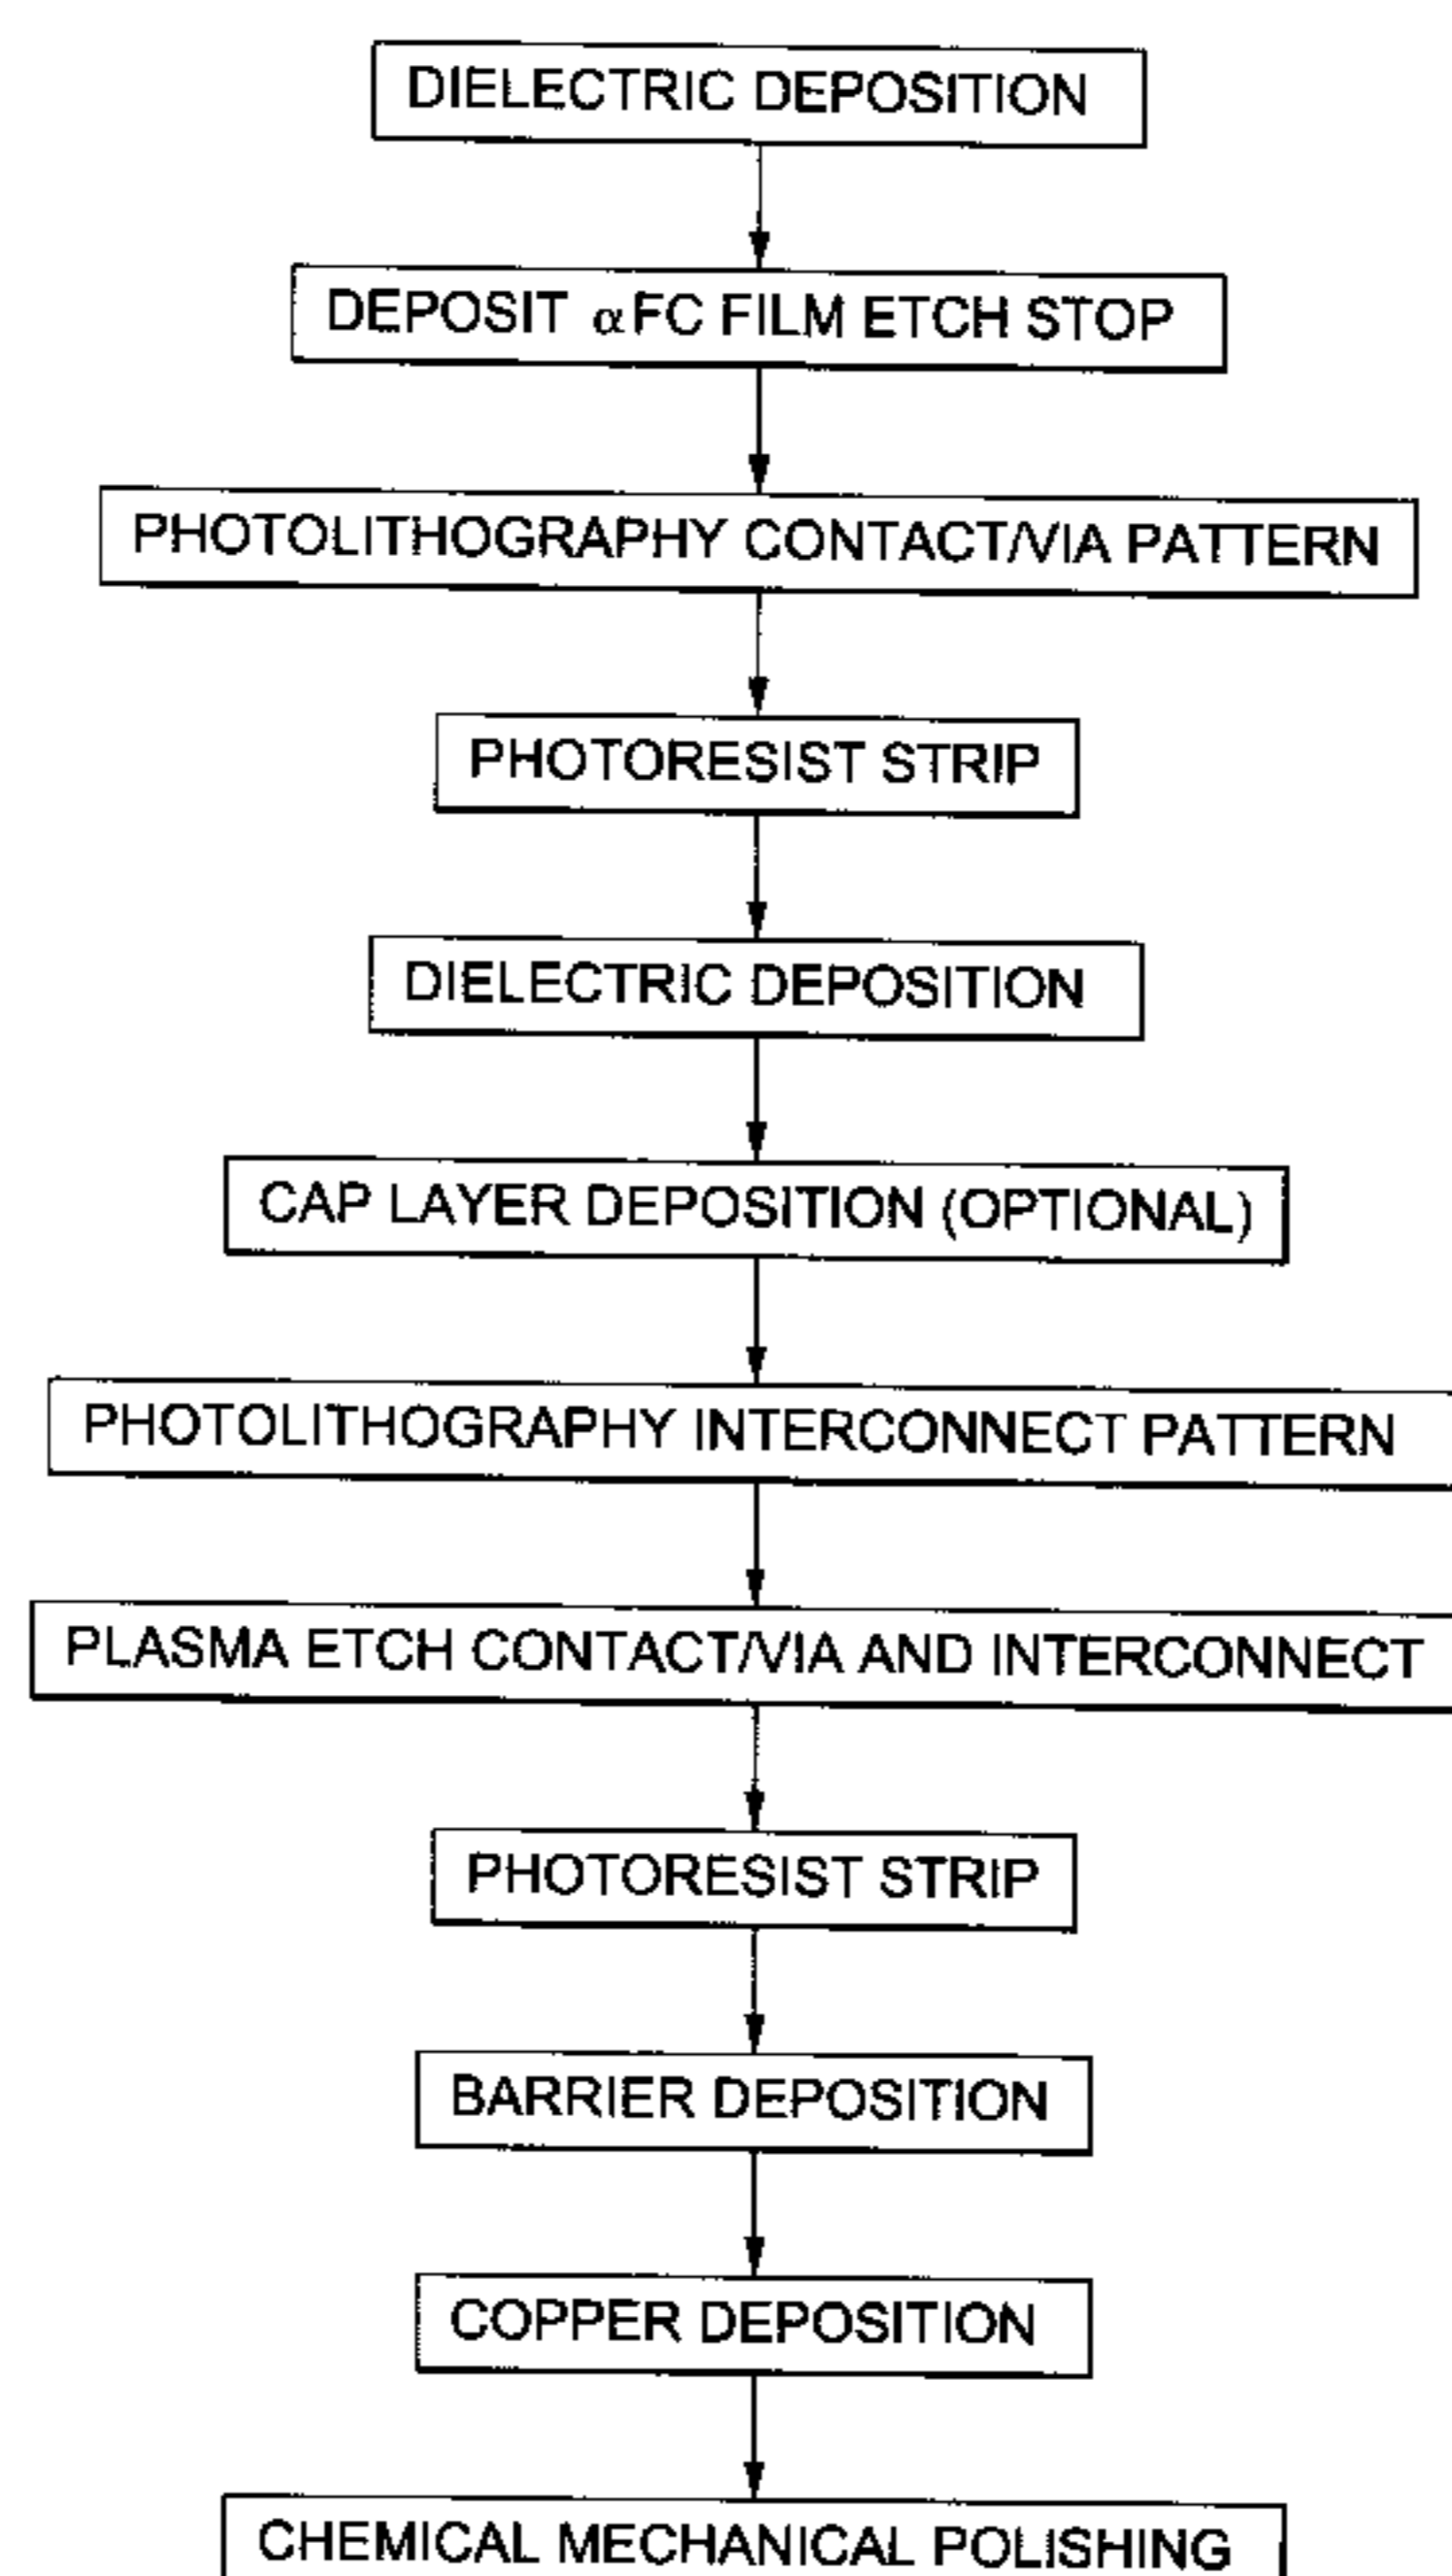 DIELECTRIC DEPOSITION
DEPOSIT αFC FILM ETCH STOP
PHOTOLITHOGRAPHY CONTACT/VIA PATTERN
PHOTORESIST STRIP
DIELECTRIC DEPOSITION
CAP LAYER DEPOSITION (OPTIONAL)
PHOTOLITHOGRAPHY INTERCONNECT PATTERN
PLASMA ETCH CONTACT/VIA AND INTERCONNECT
PHOTORESIST STRIP
BARRIER DEPOSITION
COPPER DEPOSITION
CHEMICAL MECHANICAL POLISHING